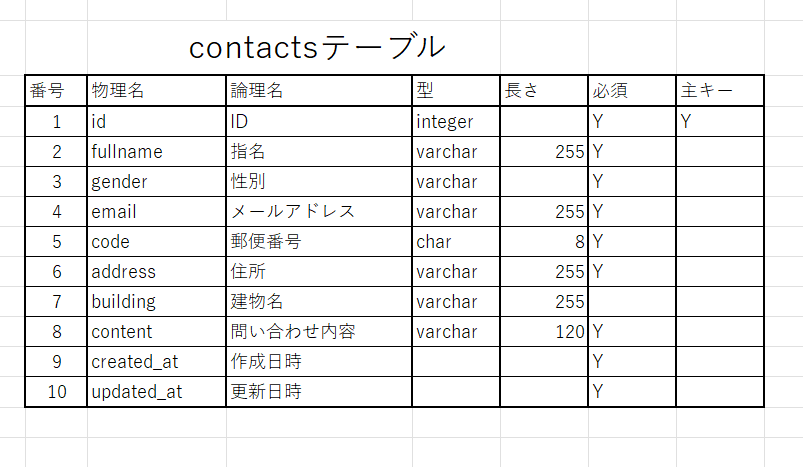 contactsテーブル
番号 物理名 論理名 型 長さ 必須 主キー
1 id ID integer Y Y
2 fullname 指名 varchar 255 Y
3 gender 性別 varchar Y
4 email メールアドレス varchar 255 Y
5 code 郵便番号 char 8 Y
6 address 住所 varchar 255 Y
7 building 建物名 varchar 255
8 content 問い合わせ内容 varchar 120 Y
9 created_at 作成日時 Y
10 updated_at 更新日時 Y